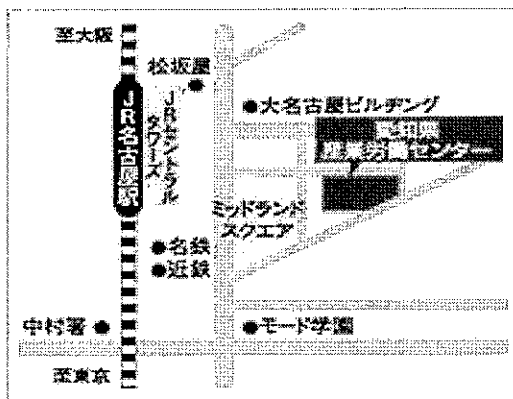 至大阪
松坂屋
JR名古屋駅
JRセントラル
タワーズ
●大名古屋ビルヂング
愛知県
産業労働センター
ミッドランド
スクエア
●名鉄
●近鉄
中村署●
●モード学園
至東京